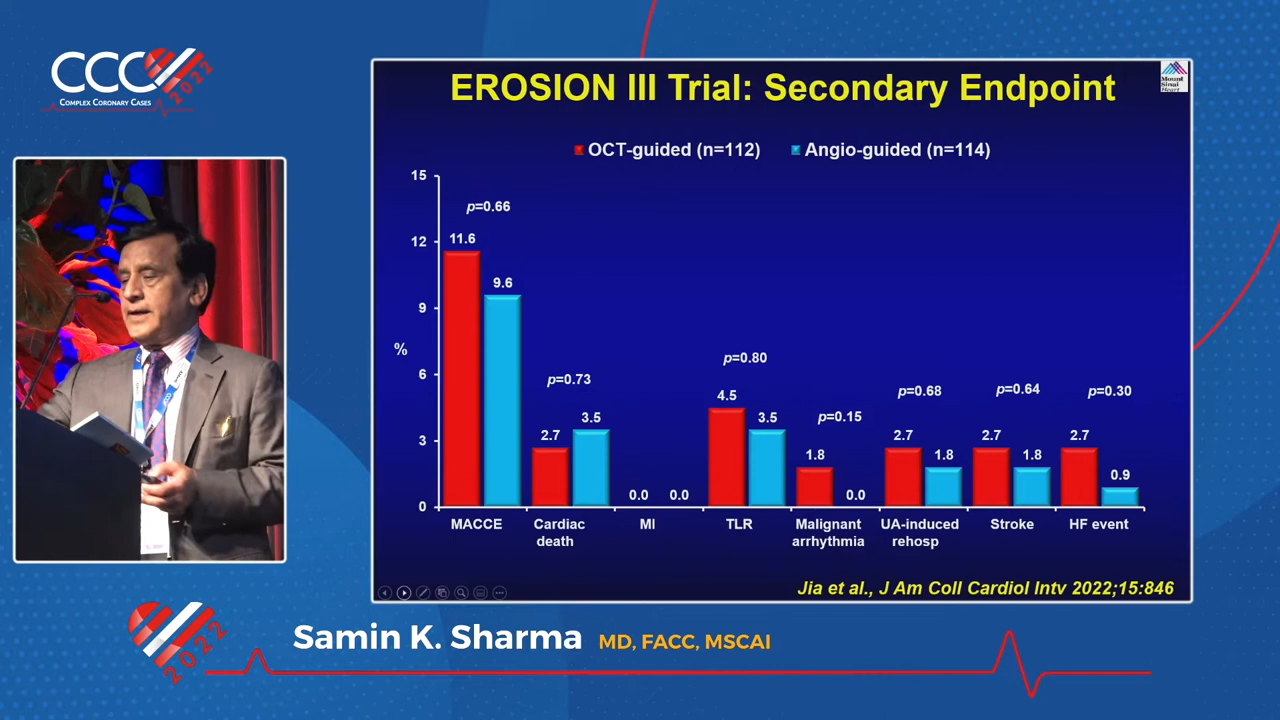 CCC 2022
COMPLEX CORONARY CASES
EROSION III Trial: Secondary Endpoint
Mount
Sinai
Heart
OCT-guided (n=112) Angio-guided (n=114)
15
12
9
6
3
0
%
p=0.66
11.6
9.6
p=0.73
2.7
3.5
0.0 0.0
p=0.80
4.5
3.5
p=0.15
1.8
0.0
p=0.68
2.7
1.8
p=0.64
2.7
1.8
p=0.30
2.7
0.9
MACCE
Cardiac
death
MI
TLR
Malignant
arrhythmia
UA-induced
rehosp
Stroke
HF event
Jia et al., J Am Coll Cardiol Intv 2022;15:846
2022
Samin K. Sharma MD, FACC, MSCAI